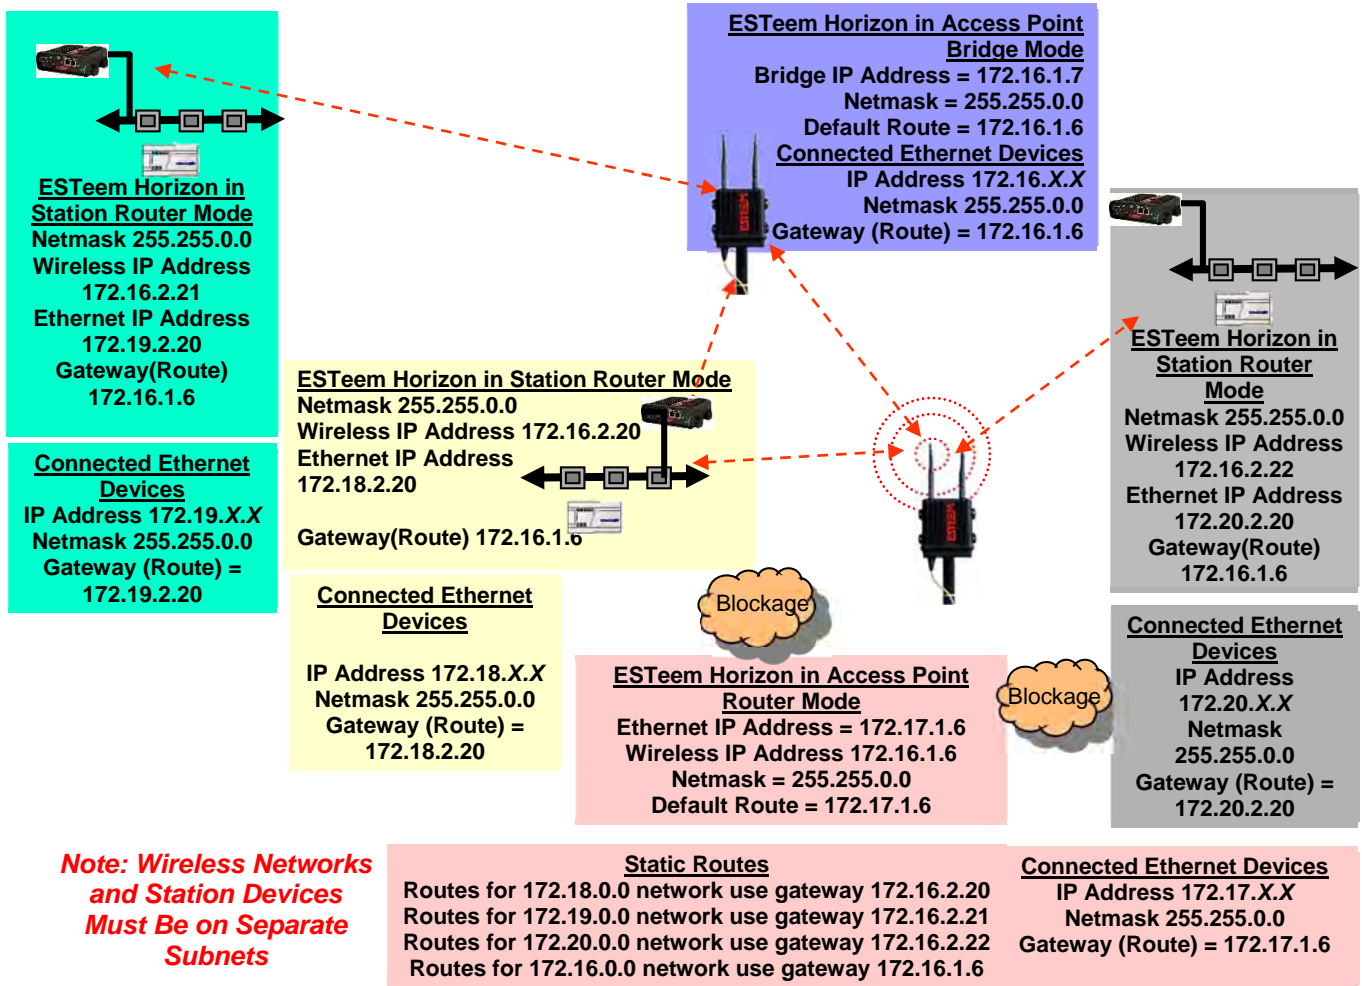 ESTeem Horizon in Access Point
Bridge Mode
Bridge IP Address = 172.16.1.7
Netmask = 255.255.0.0
Default Route = 172.16.1.6
Connected Ethernet Devices
IP Address 172.16.X.X
Netmask 255.255.0.0
Gateway (Route) = 172.16.1.6
ESTeem Horizon in
Station Router Mode
Netmask 255.255.0.0
Wireless IP Address
172.16.2.21
Ethernet IP Address
172.19.2.20
Gateway(Route)
172.16.1.6
Connected Ethernet
Devices
IP Address 172.19.X.X
Netmask 255.255.0.0
Gateway (Route) =
172.19.2.20
ESTeem Horizon in Station Router Mode
Netmask 255.255.0.0
Wireless IP Address 172.16.2.20
Ethernet IP Address
172.18.2.20
Gateway(Route) 172.16.1.6
Connected Ethernet
Devices
IP Address 172.18.X.X
Netmask 255.255.0.0
Gateway (Route) =
172.18.2.20
ESTeem Horizon in
Station Router
Mode
Netmask 255.255.0.0
Wireless IP Address
172.16.2.22
Ethernet IP Address
172.20.2.20
Gateway(Route)
172.16.1.6
Connected Ethernet
Devices
IP Address
172.20.X.X
Netmask
255.255.0.0
Gateway (Route) =
172.20.2.20
ESTEEM
ESTEEM
Blockage
Blockage
ESTeem Horizon in Access Point
Router Mode
Ethernet IP Address = 172.17.1.6
Wireless IP Address 172.16.1.6
Netmask = 255.255.0.0
Default Route = 172.17.1.6
Note: Wireless Networks
and Station Devices
Must Be on Separate
Subnets
Static Routes
Routes for 172.18.0.0 network use gateway 172.16.2.20
Routes for 172.19.0.0 network use gateway 172.16.2.21
Routes for 172.20.0.0 network use gateway 172.16.2.22
Routes for 172.16.0.0 network use gateway 172.16.1.6
Connected Ethernet Devices
IP Address 172.17.X.X
Netmask 255.255.0.0
Gateway (Route) = 172.17.1.6